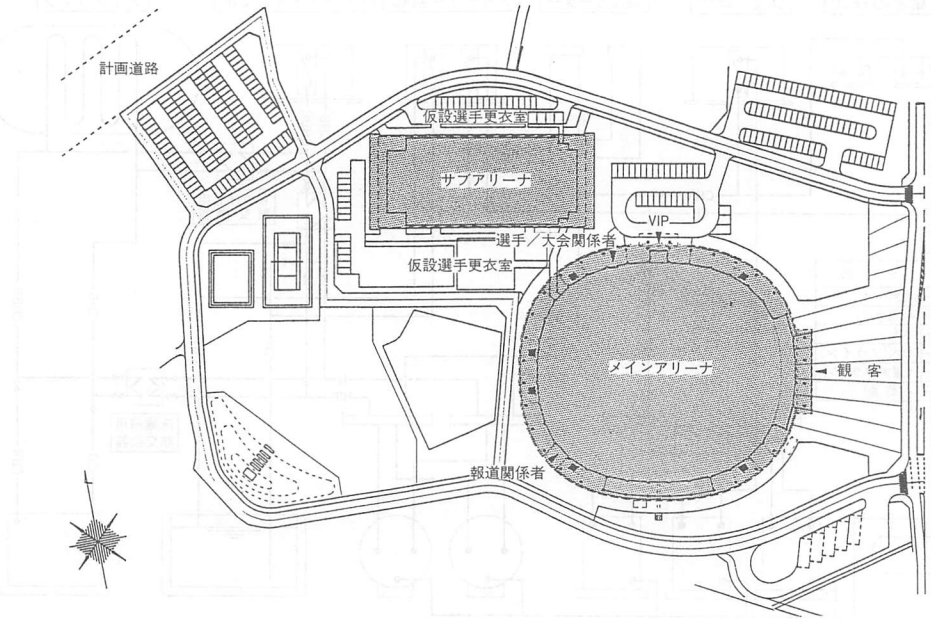 計画道路
仮設選手更衣室
サブアリーナ
VIP
選手／大会関係者
仮設選手更衣室
メインアリーナ
観 客
報道関係者